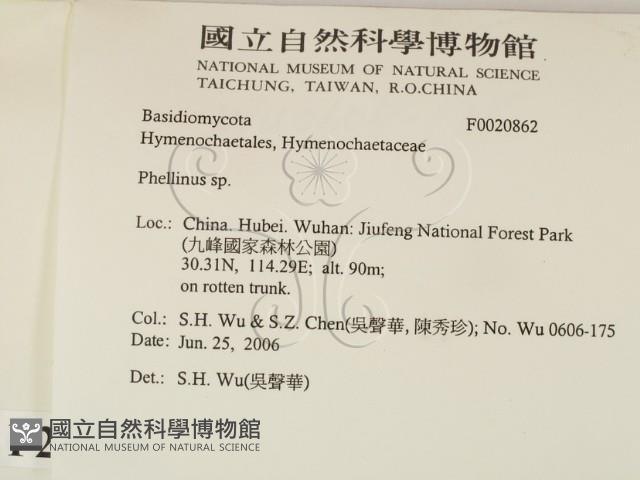 國立自然科學博物館
NATIONAL MUSEUM OF NATURAL SCIENCE
TAICHUNG, TAIWAN, R.O.CHINA
Basidiomycota F0020862
Hymenochaetales, Hymenochaetaceae
Phellinus sp.
Loc.: China. Hubei. Wuhan: Jiufeng National Forest Park
(九峰國家森林公園)
30.31N, 114.29E; alt. 90m;
on rotten trunk.
Col.: S.H. Wu & S.Z. Chen(吳聲華, 陳秀珍); No. Wu 0606-175
Date: Jun. 25, 2006
Det.: S.H. Wu(吳聲華)
國立自然科學博物館
NATIONAL MUSEUM OF NATURAL SCIENCE